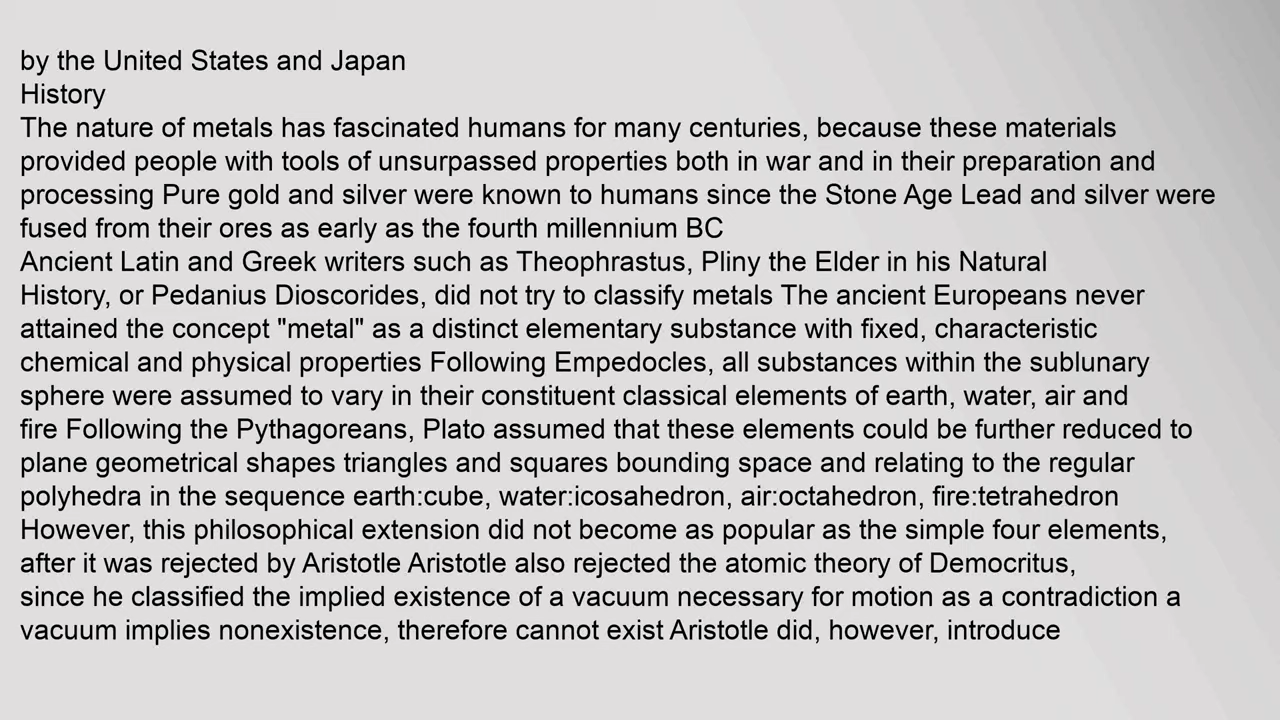 by the United States and Japan
History
The nature of metals has fascinated humans for many centuries, because these materials
provided people with tools of unsurpassed properties both in war and in their preparation and
processing Pure gold and silver were known to humans since the Stone Age Lead and silver were
fused from their ores as early as the fourth millennium BC
Ancient Latin and Greek writers such as Theophrastus, Pliny the Elder in his Natural
History, or Pedanius Dioscorides, did not try to classify metals The ancient Europeans never
attained the concept "metal" as a distinct elementary substance with fixed, characteristic
chemical and physical properties Following Empedocles, all substances within the sublunary
sphere were assumed to vary in their constituent classical elements of earth, water, air and
fire Following the Pythagoreans, Plato assumed that these elements could be further reduced to
plane geometrical shapes triangles and squares bounding space and relating to the regular
polyhedra in the sequence earth:cube, water:icosahedron, air:octahedron, fire:tetrahedron
However, this philosophical extension did not become as popular as the simple four elements,
after it was rejected by Aristotle Aristotle also rejected the atomic theory of Democritus,
since he classified the implied existence of a vacuum necessary for motion as a contradiction a
vacuum implies nonexistence, therefore cannot exist Aristotle did, however, introduce